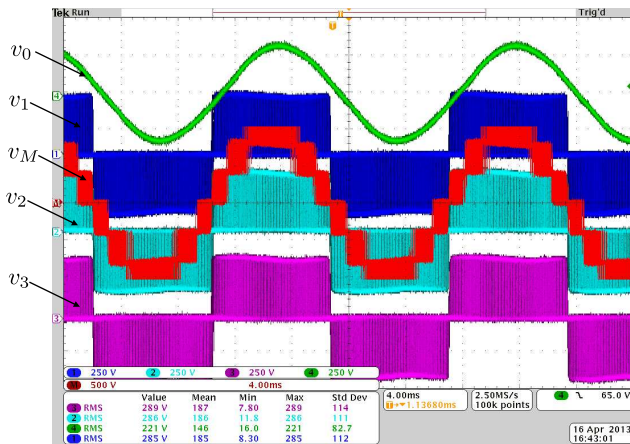 Tek Run Trig'd
T
T
v0
4
v1
1
vM
M
v2
2
v3
3
1 250 V 2 250 V 3 250 V 4 250 V
M 500 V 4.00ms
Value Mean Min Max Std Dev
3 RMS 289 V 187 7.80 289 114
2 RMS 286 V 186 11.8 286 111
4 RMS 221 V 146 16.0 221 82.7
1 RMS 285 V 185 8.30 285 112
4.00ms 2.50MS/s 4 65.0 V
T→▼1.13680ms 100k points
16 Apr 2013
16:43:01